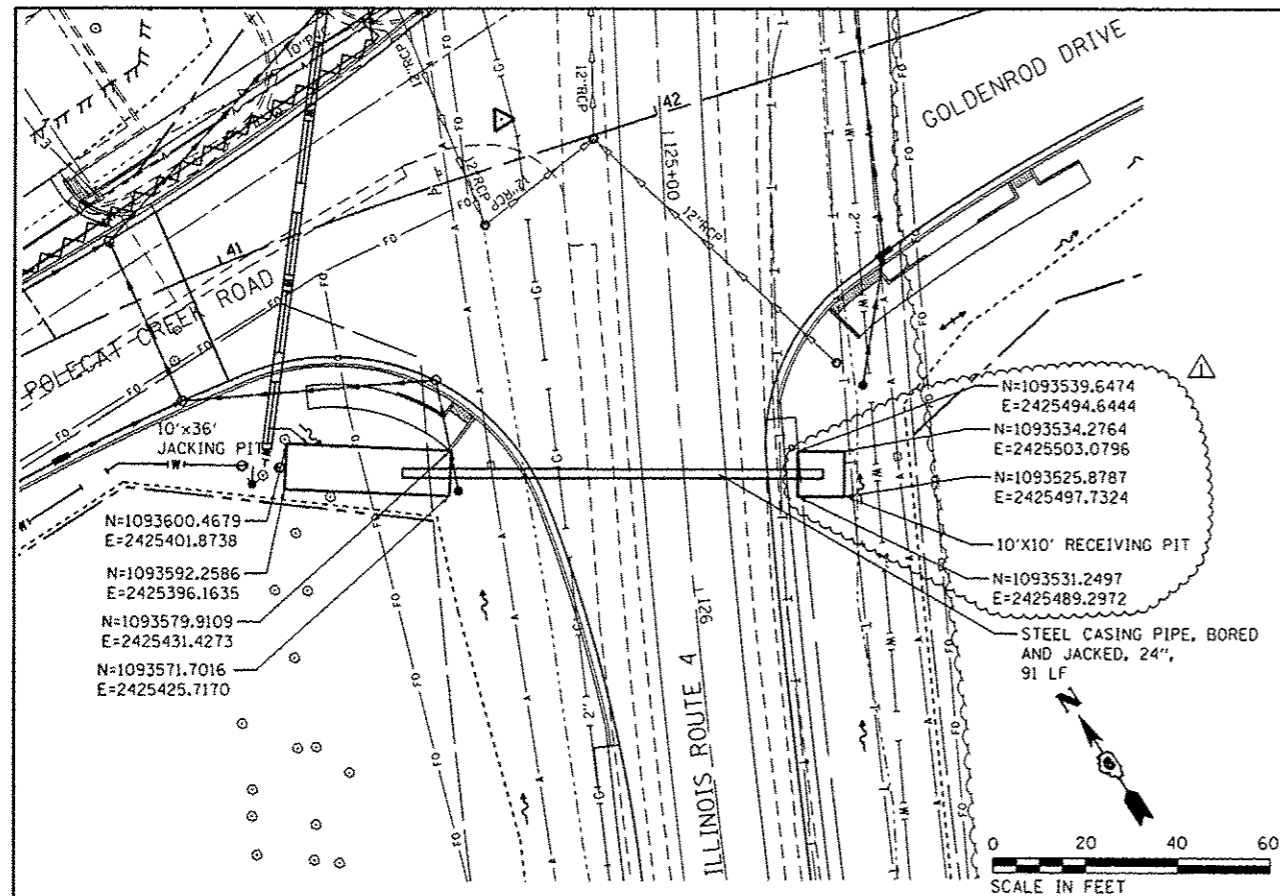 GOLDENROD DRIVE
POLECAT CREEK ROAD
ILLINOIS ROUTE 4
41
42
125+00
126
12"RCP
12"RCP
12"RCP
12"RCP
12"RCP
10'x36'
JACKING PIT
N=1093600.4679
E=2425401.8738
N=1093592.2586
E=2425396.1635
N=1093579.9109
E=2425431.4273
N=1093571.7016
E=2425425.7170
N=1093539.6474
E=2425494.6444
N=1093534.2764
E=2425503.0796
N=1093525.8787
E=2425497.7324
10'X10' RECEIVING PIT
N=1093531.2497
E=2425489.2972
STEEL CASING PIPE, BORED
AND JACKED, 24",
91 LF
1
N
0 20 40 60
SCALE IN FEET